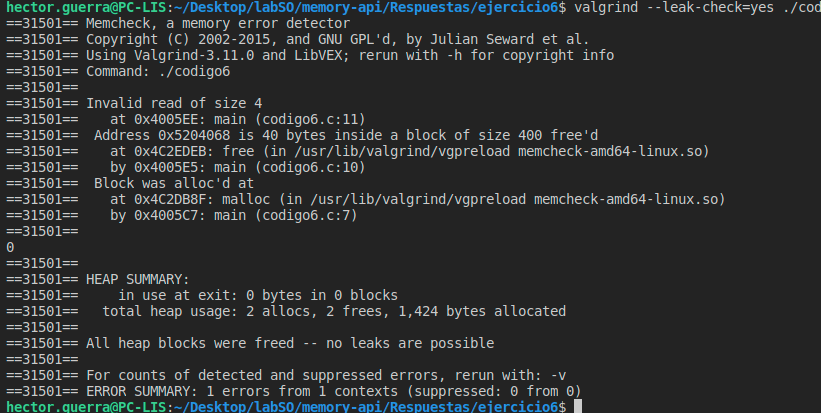 hector.guerra@PC-LIS:~/Desktop/labSO/memory-api/Respuestas/ejercicio6$ valgrind --leak-check=yes ./cod
==31501== Memcheck, a memory error detector
==31501== Copyright (C) 2002-2015, and GNU GPL'd, by Julian Seward et al.
==31501== Using Valgrind-3.11.0 and LibVEX; rerun with -h for copyright info
==31501== Command: ./codigo6
==31501==
==31501== Invalid read of size 4
==31501==    at 0x4005EE: main (codigo6.c:11)
==31501==  Address 0x5204068 is 40 bytes inside a block of size 400 free'd
==31501==    at 0x4C2EDEB: free (in /usr/lib/valgrind/vgpreload_memcheck-amd64-linux.so)
==31501==    by 0x4005E5: main (codigo6.c:10)
==31501==  Block was alloc'd at
==31501==    at 0x4C2DB8F: malloc (in /usr/lib/valgrind/vgpreload_memcheck-amd64-linux.so)
==31501==    by 0x4005C7: main (codigo6.c:7)
==31501==
0
==31501==
==31501== HEAP SUMMARY:
==31501==     in use at exit: 0 bytes in 0 blocks
==31501==   total heap usage: 2 allocs, 2 frees, 1,424 bytes allocated
==31501==
==31501== All heap blocks were freed -- no leaks are possible
==31501==
==31501== For counts of detected and suppressed errors, rerun with: -v
==31501== ERROR SUMMARY: 1 errors from 1 contexts (suppressed: 0 from 0)
hector.guerra@PC-LIS:~/Desktop/labSO/memory-api/Respuestas/ejercicio6$